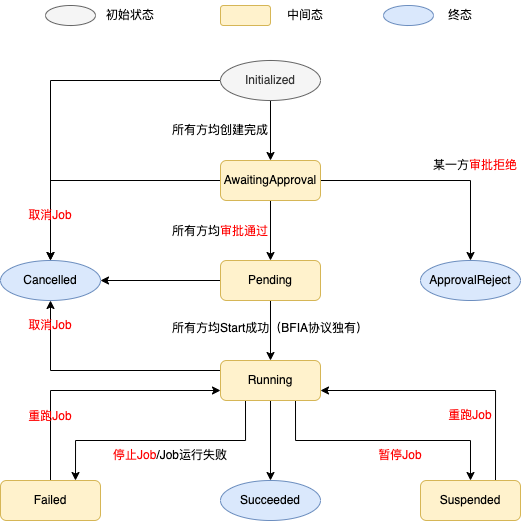 初始状态
中间态
终态
Initialized
所有方均创建完成
某一方审批拒绝
AwaitingApproval
取消Job
所有方均审批通过
Cancelled
Pending
ApprovalReject
取消Job
所有方均Start成功（BFIA协议独有）
Running
重跑Job
重跑Job
停止Job/Job运行失败
暂停Job
Failed
Succeeded
Suspended